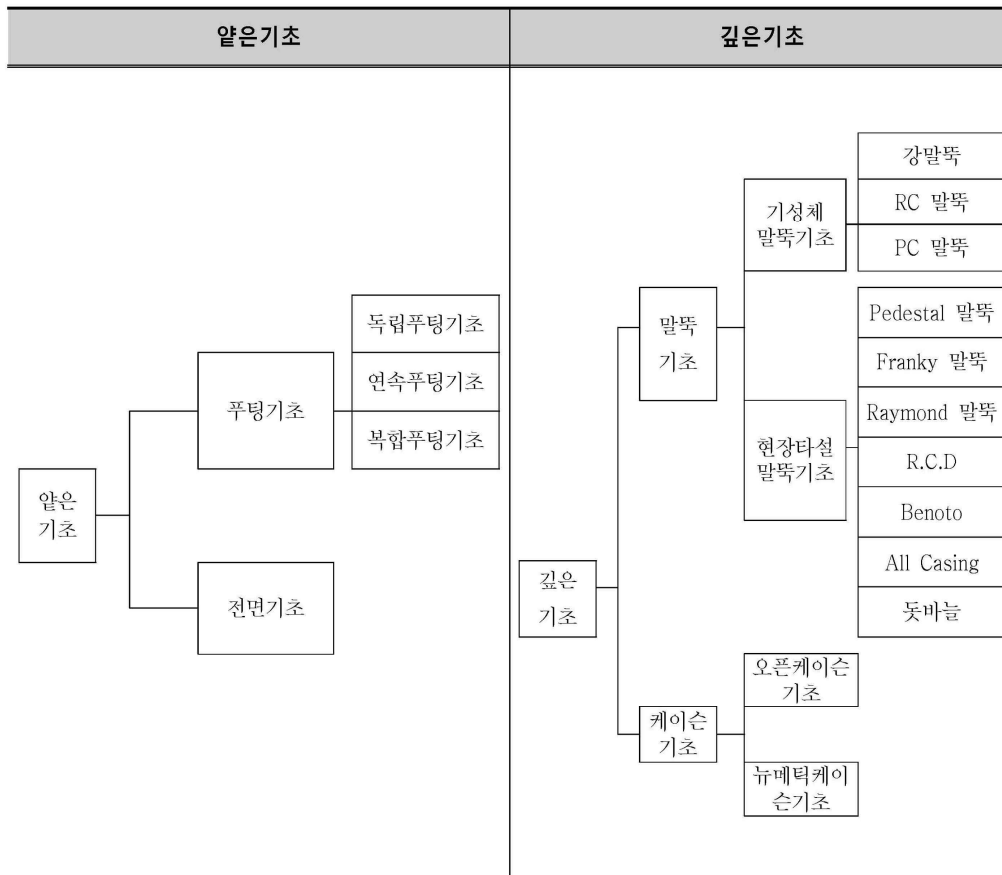 얕은기초
깊은기초
얕은
기초
푸팅기초
독립푸팅기초
연속푸팅기초
복합푸팅기초
전면기초
깊은
기초
말뚝
기초
기성체
말뚝기초
강말뚝
RC 말뚝
PC 말뚝
현장타설
말뚝기초
Pedestal 말뚝
Franky 말뚝
Raymond 말뚝
R.C.D
Benoto
All Casing
돗바늘
케이슨
기초
오픈케이슨
기초
뉴메틱케이
슨기초